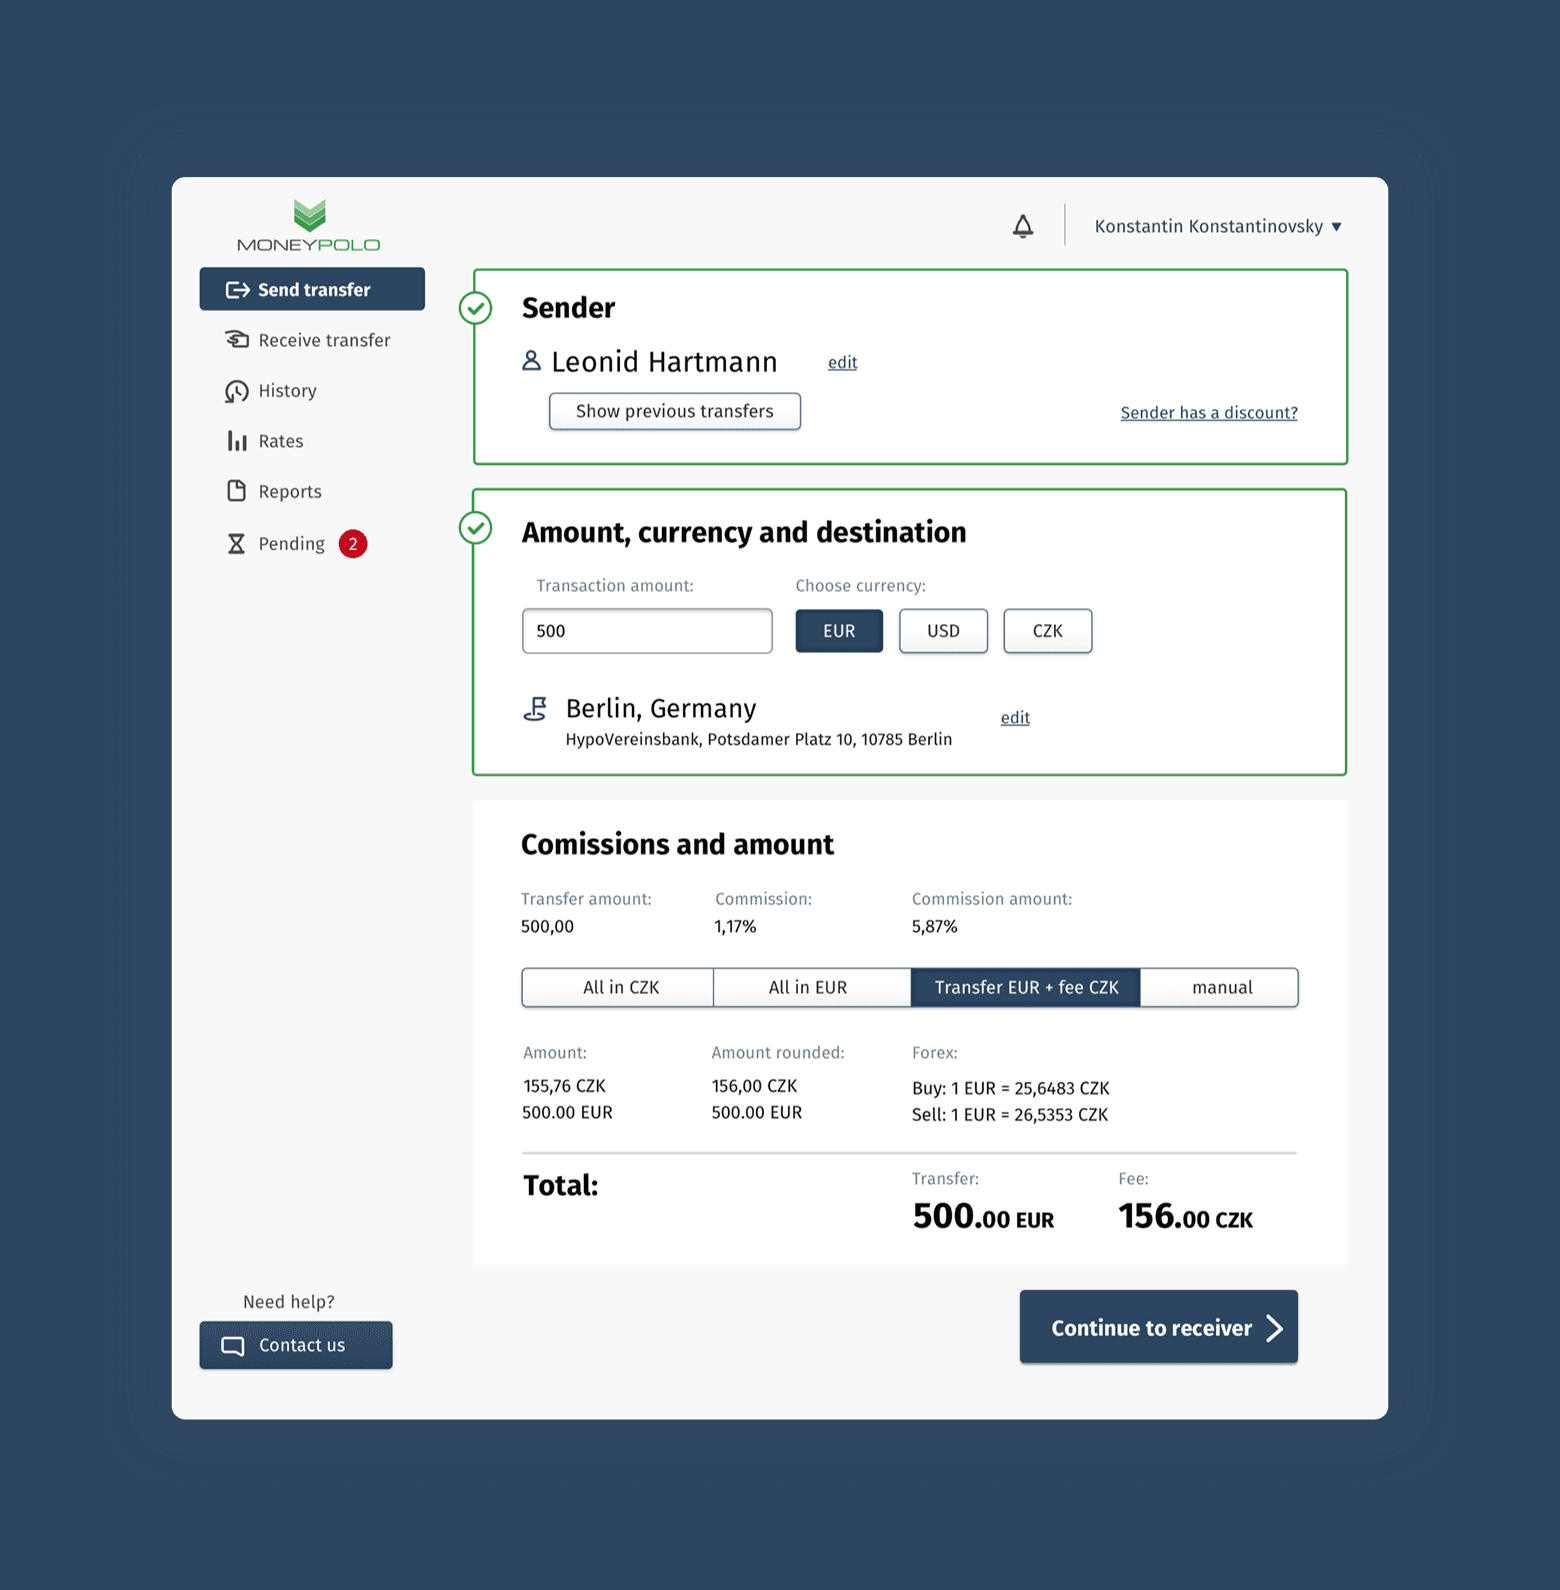 MONEYPOLO
Konstantin Konstantinovsky
Send transfer
Receive transfer
History
Rates
Reports
Pending 2
Sender
Leonid Hartmann edit
Show previous transfers
Sender has a discount?
Amount, currency and destination
Transaction amount: Choose currency:
500 EUR USD CZK
Berlin, Germany
edit
HypoVereinsbank, Potsdamer Platz 10, 10785 Berlin
Comissions and amount
Transfer amount: Commission: Commission amount:
500,00 1,17% 5,87%
All in CZK All in EUR Transfer EUR + fee CZK manual
Amount: Amount rounded: Forex:
155,76 CZK 156,00 CZK Buy: 1 EUR = 25,6483 CZK
500.00 EUR 500.00 EUR Sell: 1 EUR = 26,5353 CZK
Total:
Transfer: Fee:
500.00 EUR 156.00 CZK
Need help?
Contact us
Continue to receiver